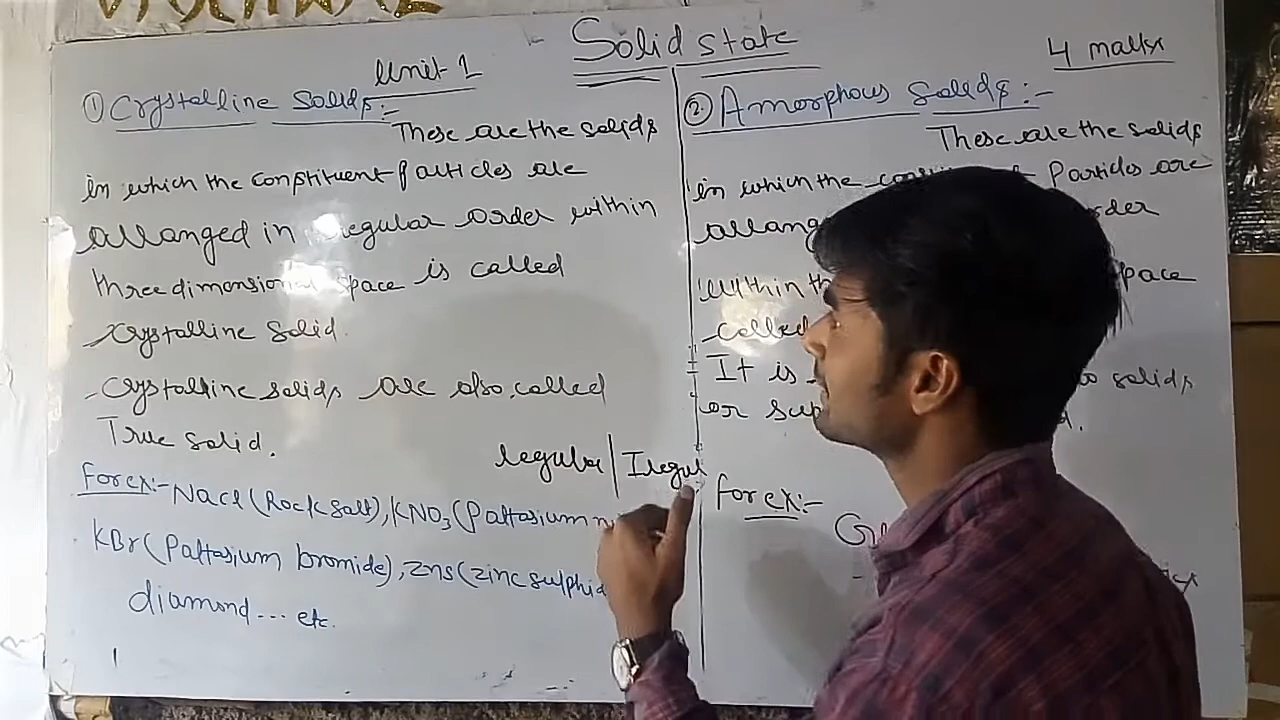 Solid state
Unit-1
4 marks
① Crystalline solids:-
These are the solids
in which the constituent particles are
arranged in regular order within
three dimensional space is called
crystalline solid.
- crystalline solids are also called
True solid.
For ex:- NaCl (Rock salt), KNO3 (Pottasium
KBr (Pottasium bromide), ZnS (zinc sulphid
diamond... etc.
regular | Iregul
② Amorphous solids:-
These are the solids
in which the particles are
arrang order
within th space
called
It is solids
or sup
For ex:-